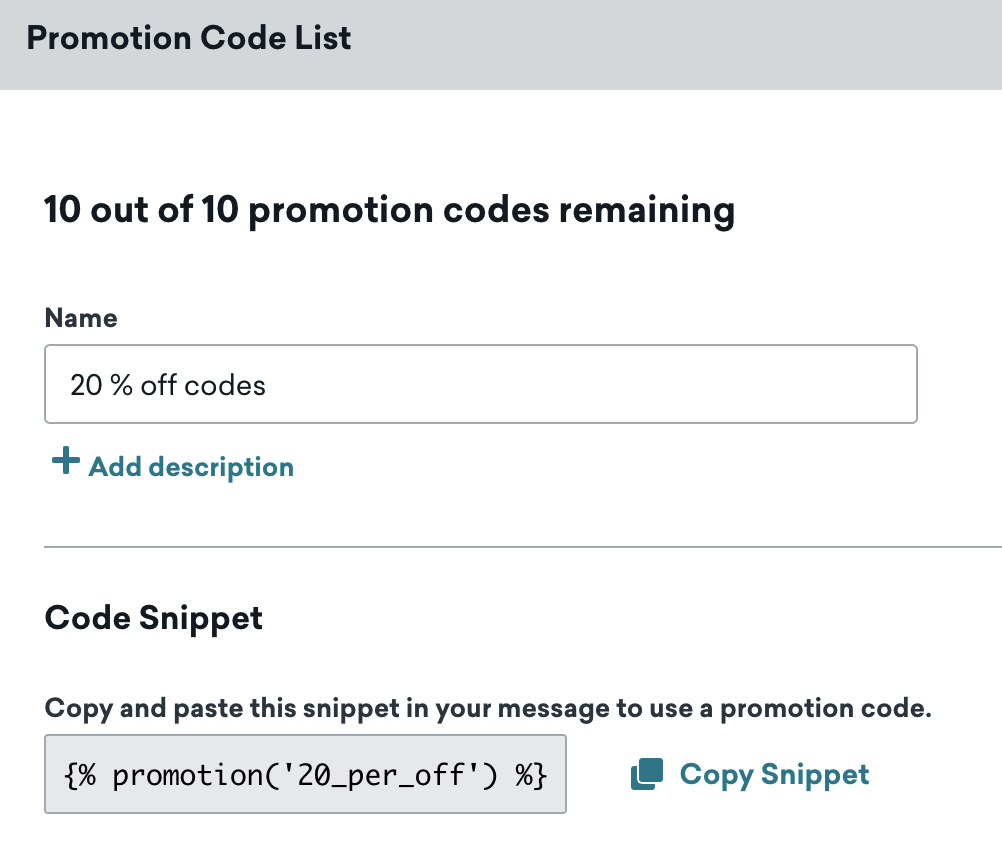 Promotion Code List
10 out of 10 promotion codes remaining
Name
20 % off codes
Add description
Code Snippet
Copy and paste this snippet in your message to use a promotion code.
{% promotion('20_per_off') %}
Copy Snippet